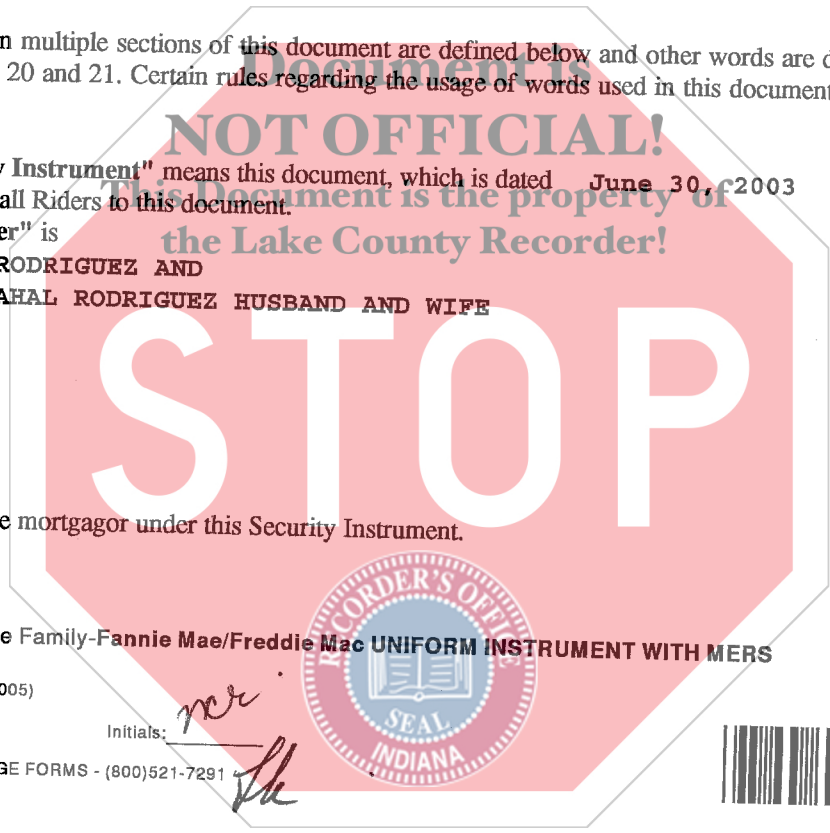 n multiple sections of this document are defined below and other words are d
20 and 21. Certain rules regarding the usage of words used in this document
Document is
NOT OFFICIAL!
This Document is the property of
the Lake County Recorder!
y Instrument" means this document, which is dated June 30, 2003
all Riders to this document.
er" is
RODRIGUEZ AND
AHAL RODRIGUEZ HUSBAND AND WIFE
STOP
e mortgagor under this Security Instrument.
RECORDER'S OFFICE
SEAL
INDIANA
e Family-Fannie Mae/Freddie Mac UNIFORM INSTRUMENT WITH MERS
005)
Initials: mcr
GE FORMS - (800)521-7291